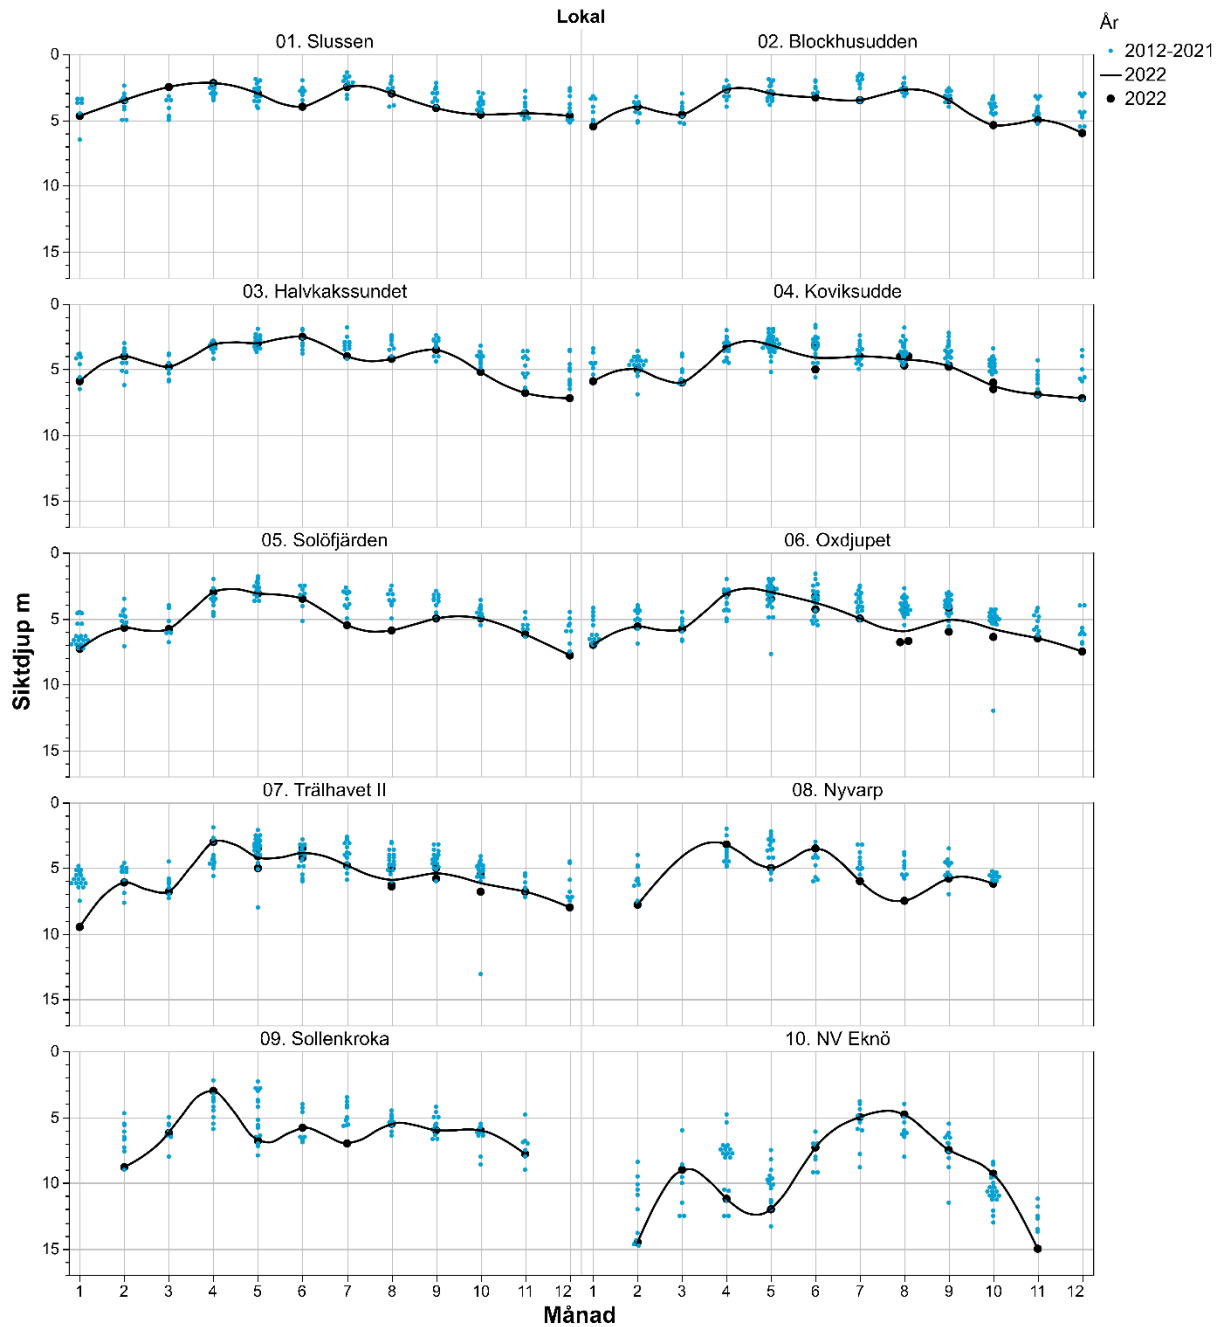 Lokal
År
2012-2021
2022
2022
01. Slussen 02. Blockhusudden
0
5
10
15
03. Halvkakssundet 04. Koviksudde
0
5
10
15
05. Solöfjärden 06. Oxdjupet
0
5
10
15
07. Trälhavet II 08. Nyvarp
0
5
10
15
09. Sollenkroka 10. NV Eknö
0
5
10
15
Siktdjup m
1 2 3 4 5 6 7 8 9 10 11 12 1 2 3 4 5 6 7 8 9 10 11 12
Månad